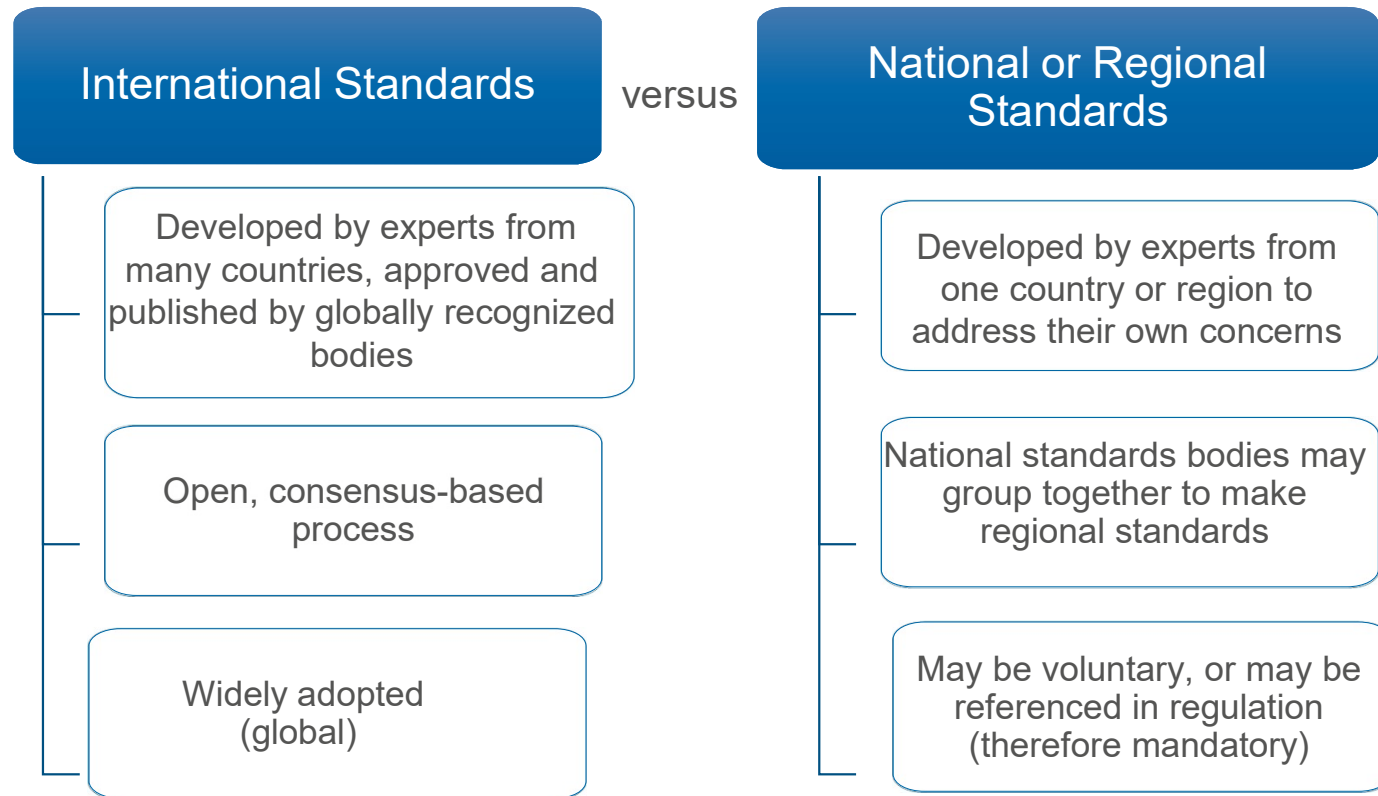 International Standards
versus
National or Regional
Standards
Developed by experts from
many countries, approved and
published by globally recognized
bodies
Open, consensus-based
process
Widely adopted
(global)
Developed by experts from
one country or region to
address their own concerns
National standards bodies may
group together to make
regional standards
May be voluntary, or may be
referenced in regulation
(therefore mandatory)